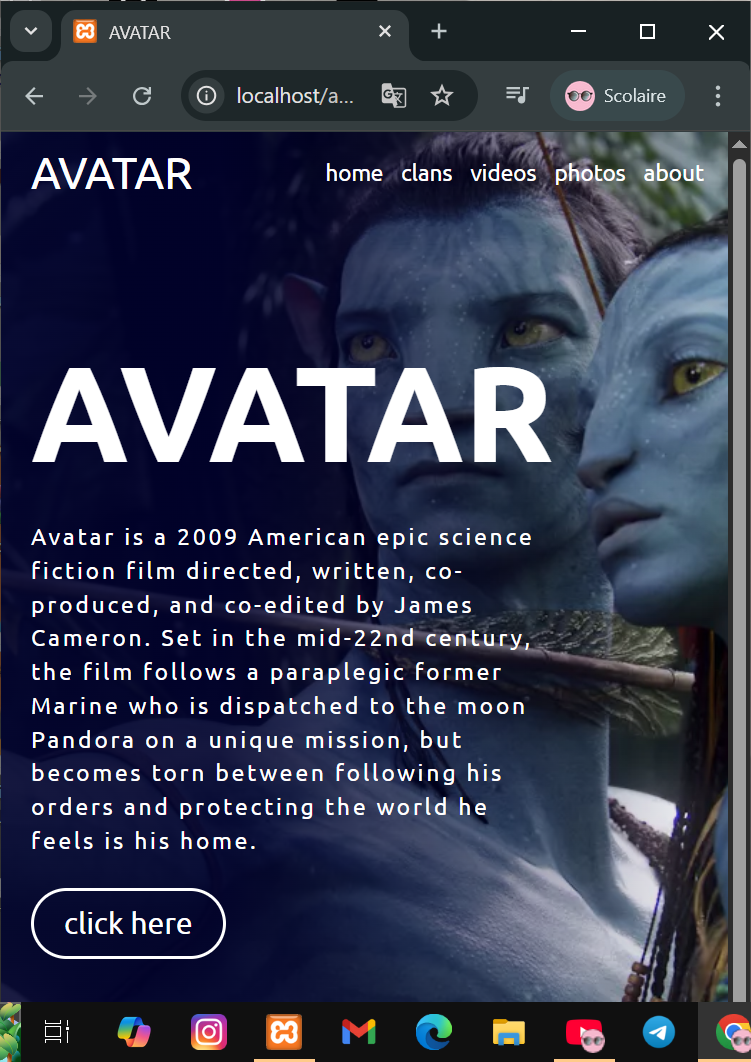 AVATAR
localhost/a...
Scolaire
AVATAR
home clans videos photos about
AVATAR
Avatar is a 2009 American epic science
fiction film directed, written, co-
produced, and co-edited by James
Cameron. Set in the mid-22nd century,
the film follows a paraplegic former
Marine who is dispatched to the moon
Pandora on a unique mission, but
becomes torn between following his
orders and protecting the world he
feels is his home.
click here